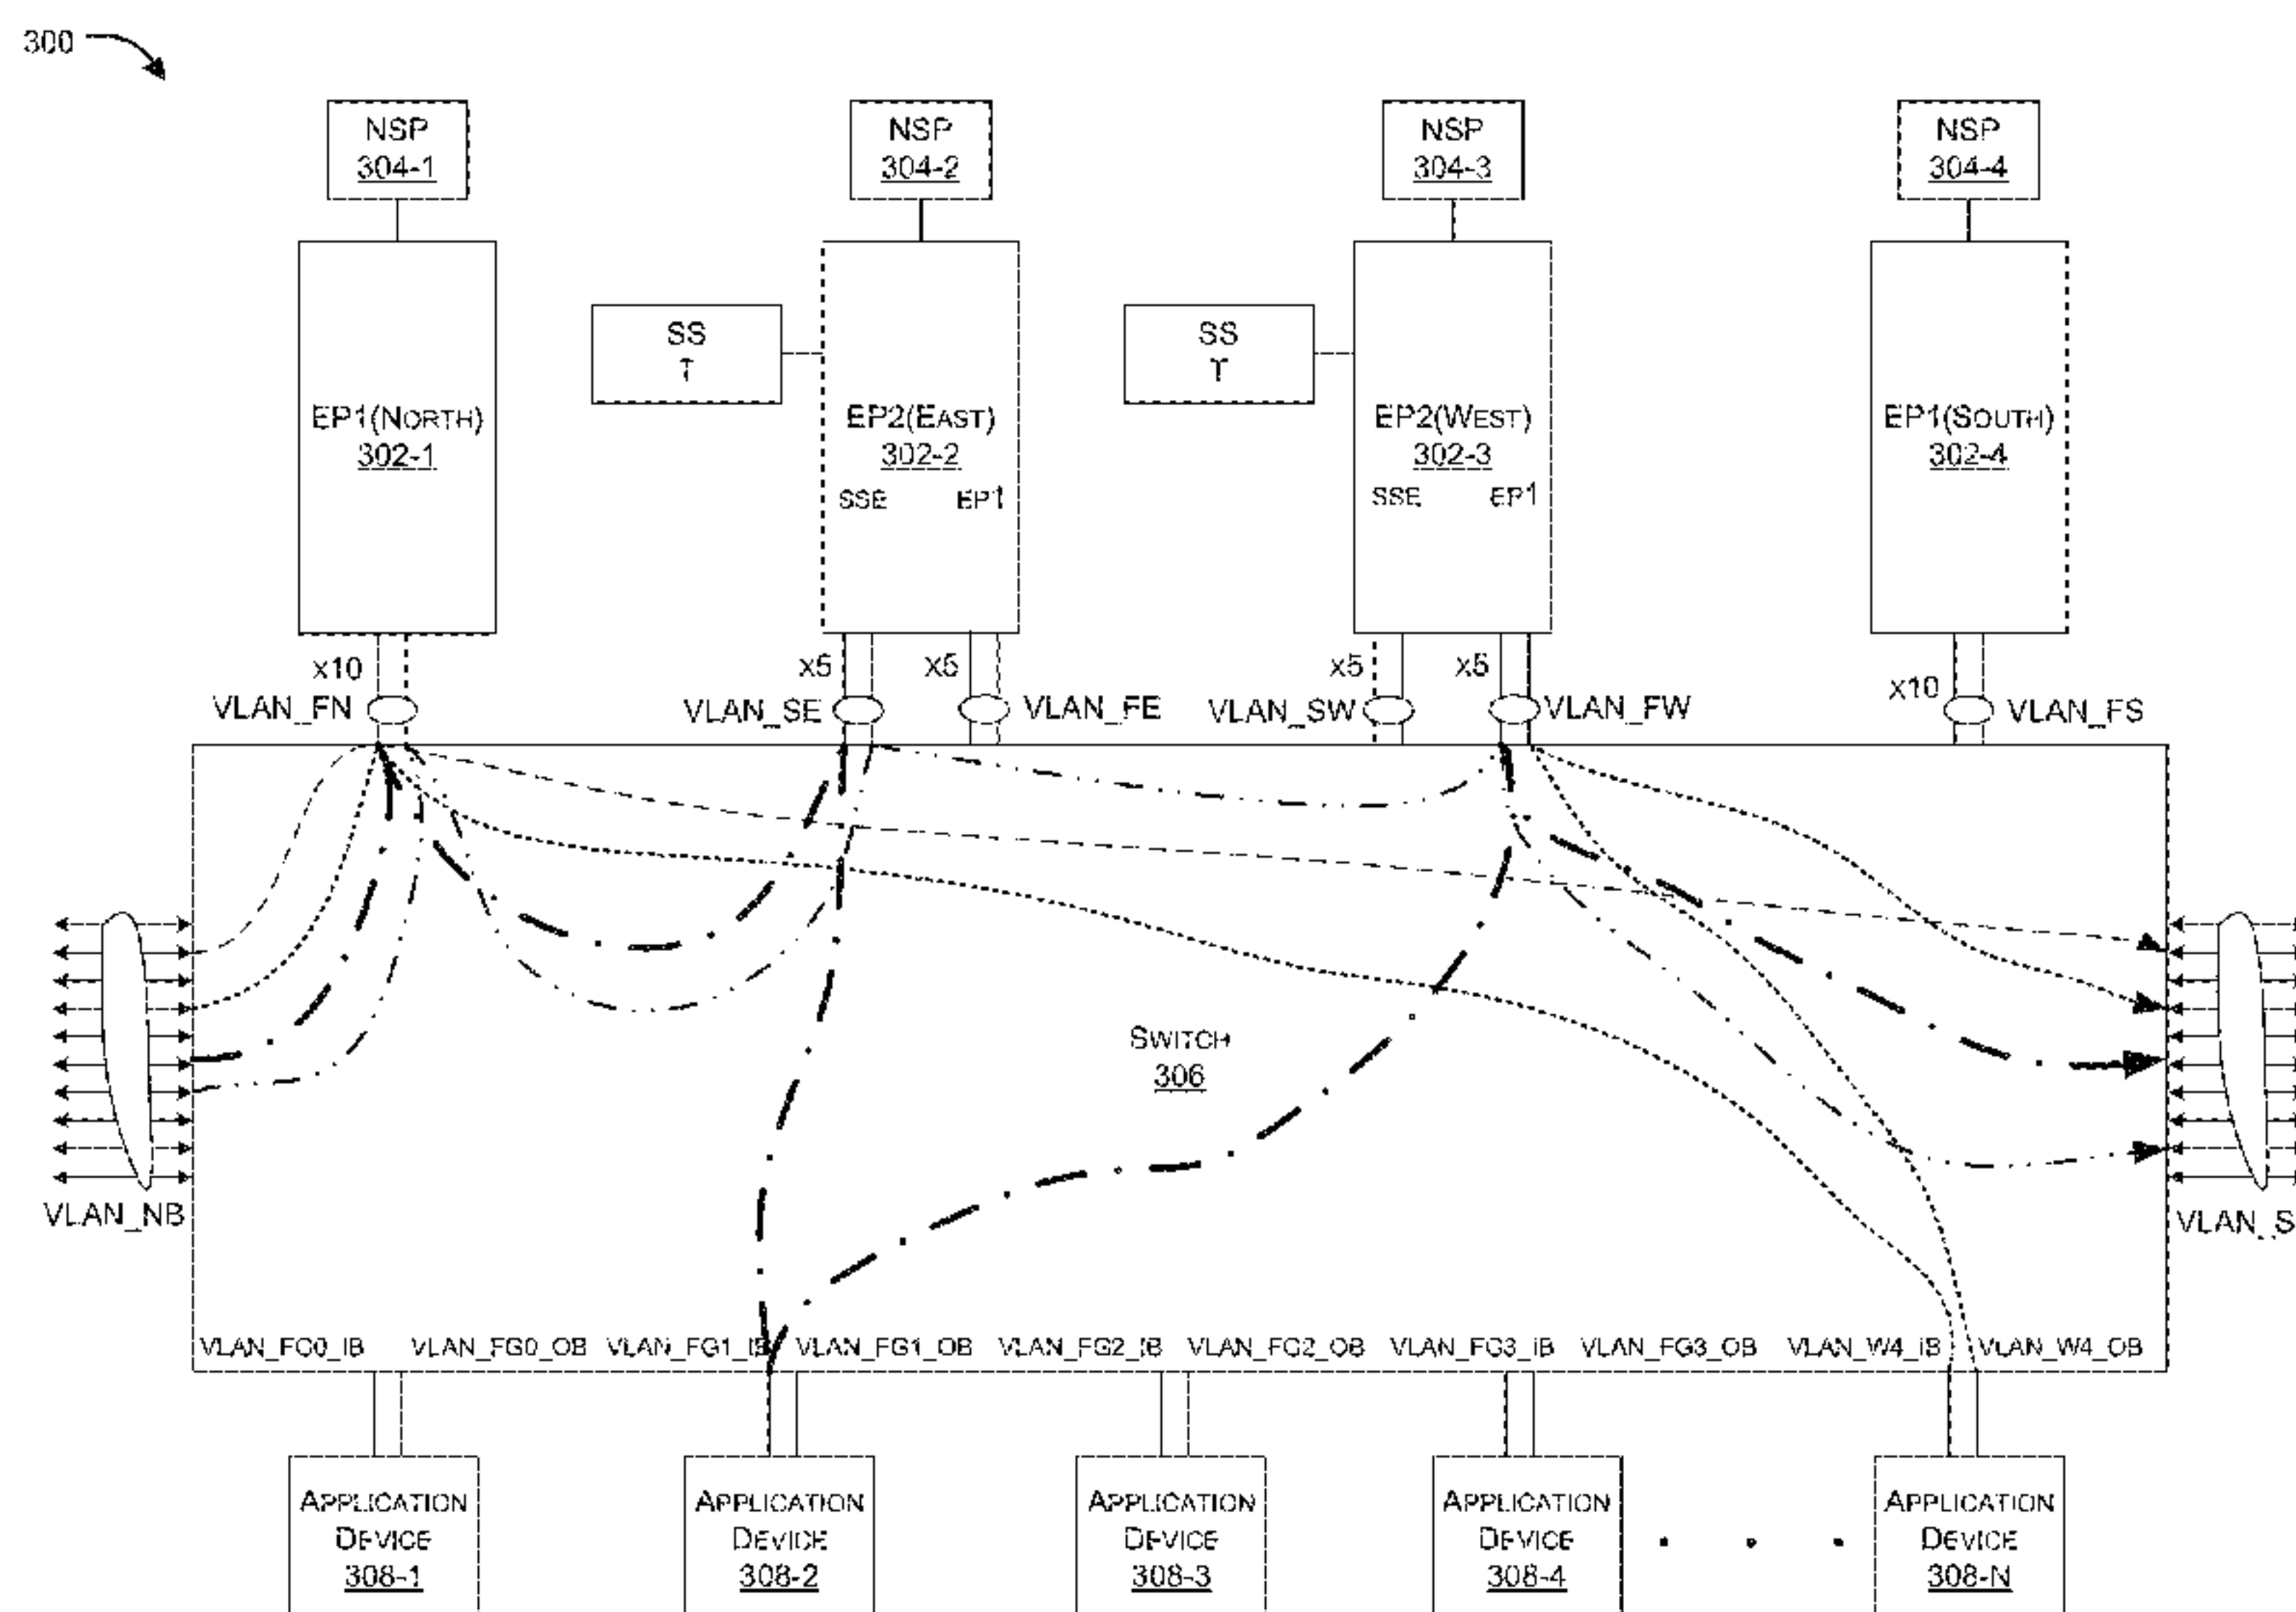 300
NSP
304-1
NSP
304-2
NSP
304-3
NSP
304-4
SS
T
SS
T
EP1(NORTH)
302-1
EP2(EAST)
302-2
SSE EP1
EP2(WEST)
302-3
SSE EP1
EP1(SOUTH)
302-4
x10
x5
x5
x5
x5
x10
VLAN_FN
VLAN_SE
VLAN_FE
VLAN_SW
VLAN_FW
VLAN_FS
SWITCH
306
VLAN_NB
VLAN_S
VLAN_FG0_IB VLAN_FG0_OB VLAN_FG1_IB VLAN_FG1_OB VLAN_FG2_IB VLAN_FG2_OB VLAN_FG3_IB VLAN_FG3_OB VLAN_W4_IB VLAN_W4_OB
APPLICATION
DEVICE
308-1
APPLICATION
DEVICE
308-2
APPLICATION
DEVICE
308-3
APPLICATION
DEVICE
308-4
. . .
APPLICATION
DEVICE
308-N